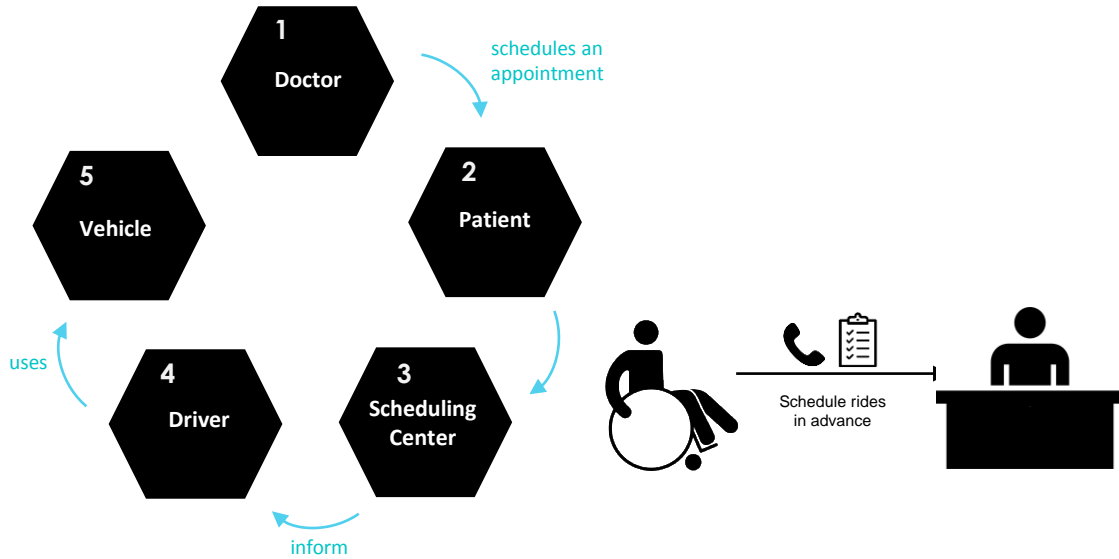 1
Doctor
schedules an
appointment
2
Patient
3
Scheduling
Center
Schedule rides
in advance
inform
4
Driver
uses
5
Vehicle